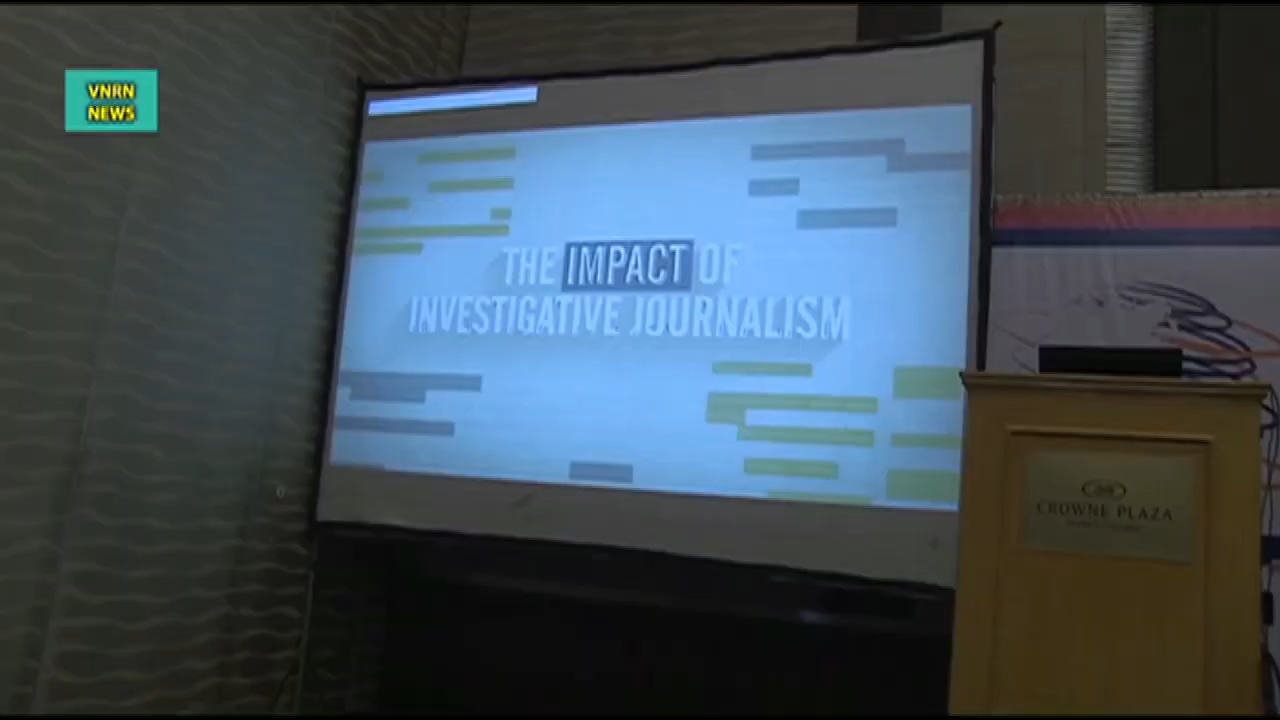 VNRN
NEWS
THE IMPACT OF
INVESTIGATIVE JOURNALISM
CROWNE PLAZA